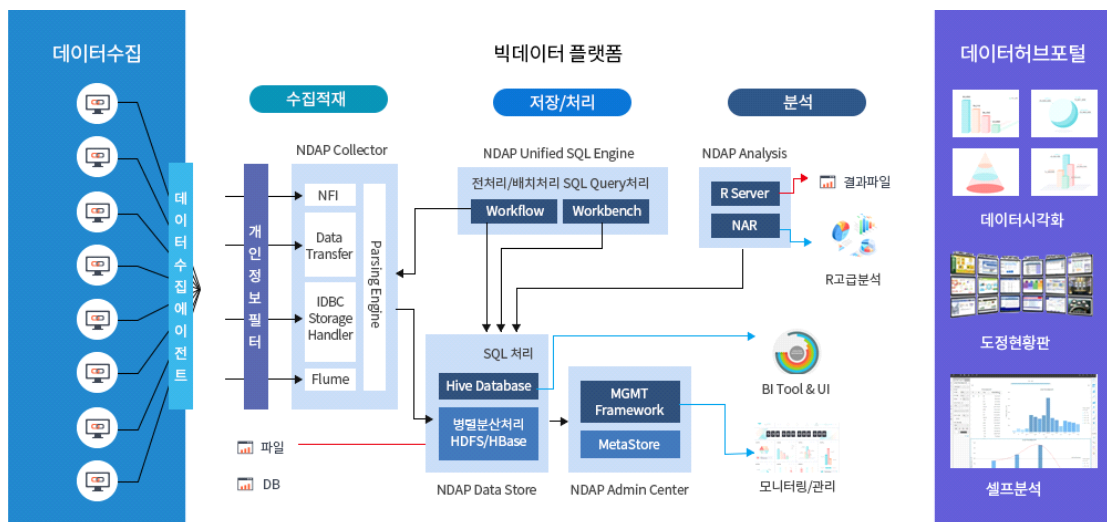 데이터수집
데이터수집에이전트
빅데이터 플랫폼
수집적재
저장/처리
분석
개인정보필터
NDAP Collector
NFI
Data
Transfer
IDBC
Storage
Handler
Flume
Parsing Engine
파일
DB
NDAP Unified SQL Engine
전처리/배치처리 SQL Query처리
Workflow
Workbench
SQL 처리
Hive Database
병렬분산처리
HDFS/HBase
NDAP Data Store
MGMT
Framework
MetaStore
NDAP Admin Center
NDAP Analysis
R Server
NAR
결과파일
R고급분석
BI Tool & UI
모니터링/관리
데이터허브포털
데이터시각화
도정현황판
셀프분석